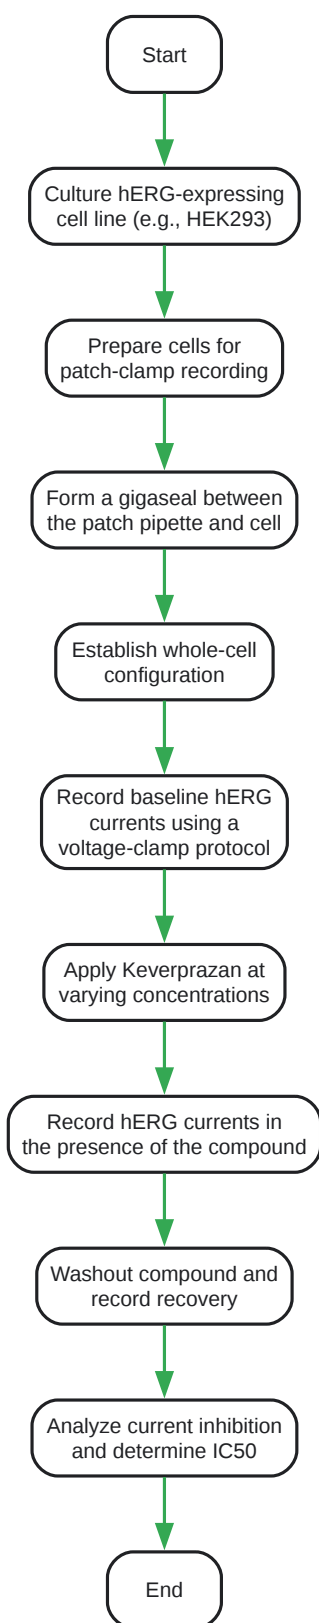 Start
Culture hERG-expressing
cell line (e.g., HEK293)
Prepare cells for
patch-clamp recording
Form a gigaseal between
the patch pipette and cell
Establish whole-cell
configuration
Record baseline hERG
currents using a
voltage-clamp protocol
Apply Keverprazan at
varying concentrations
Record hERG currents in
the presence of the compound
Washout compound and
record recovery
Analyze current inhibition
and determine IC50
End